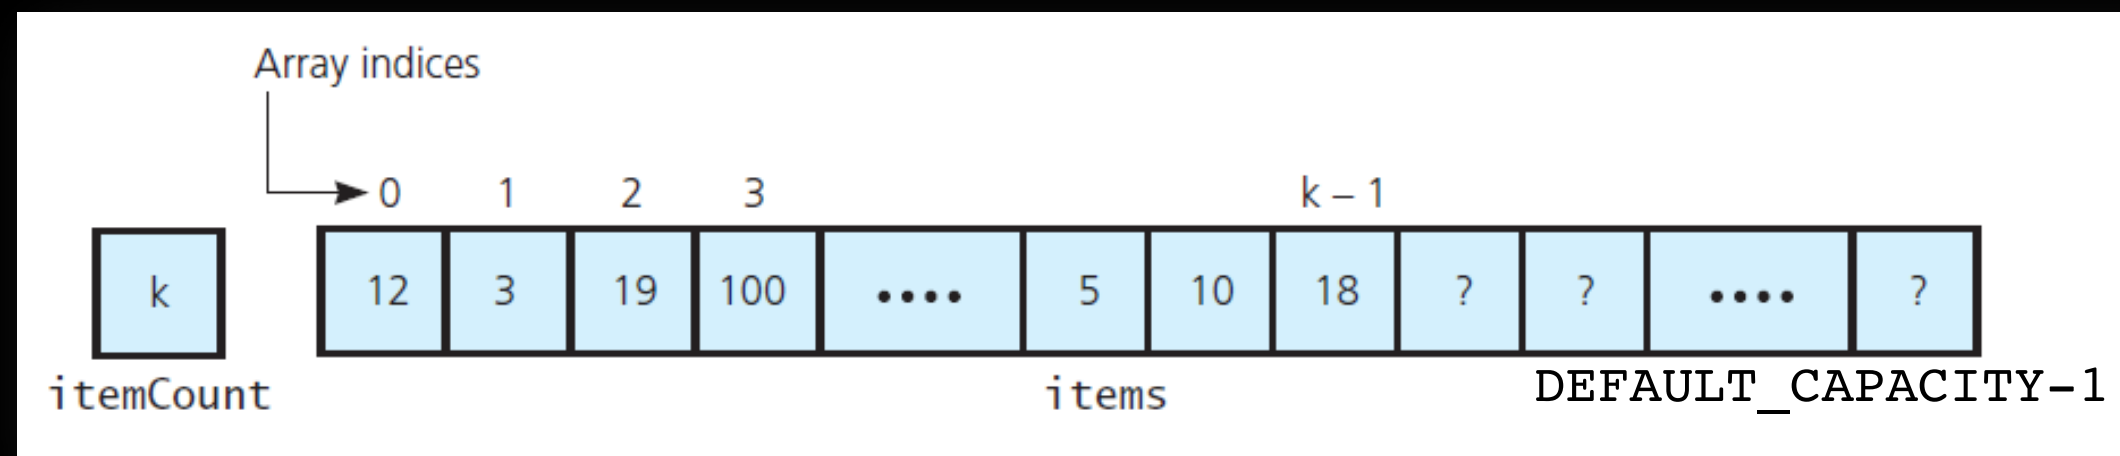 Array indices
0 1 2 3 k – 1
k 12 3 19 100 •••• 5 10 18 ? ? •••• ?
itemCount items DEFAULT_CAPACITY-1